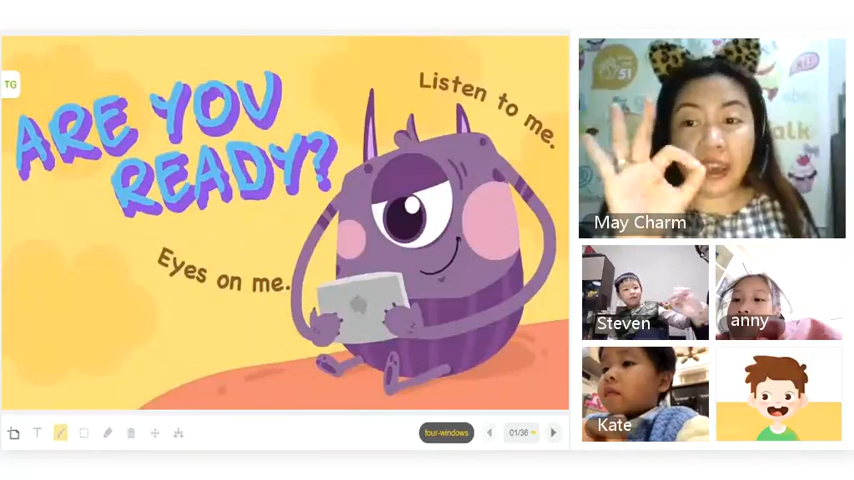 TG
ARE YOU
READY?
Listen to me.
Eyes on me.
51
May Charm
Steven
anny
Kate
T
four-windows
01/36